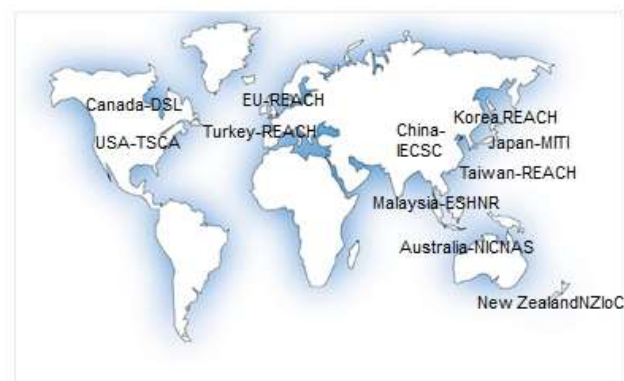 Canada-DSL
EU-REACH
Korea REACH
USA-TSCA
Turkey-REACH
China-
IECSC
Japan-MITI
Taiwan-REACH
Malaysia-ESHNR
Australia-NICNAS
New ZealandNZIoC